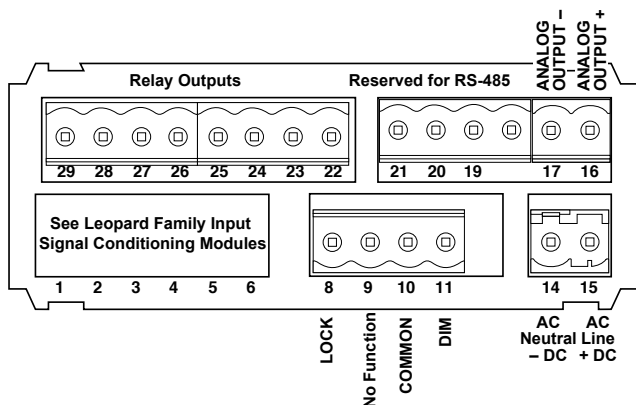 ANALOG
OUTPUT –
ANALOG
OUTPUT +
Relay Outputs
Reserved for RS-485
29 28 27 26 25 24 23 22
21 20 19
17 16
See Leopard Family Input
Signal Conditioning Modules
1 2 3 4 5 6
8 9 10 11
14 15
LOCK
No Function
COMMON
DIM
AC AC
Neutral Line
– DC + DC